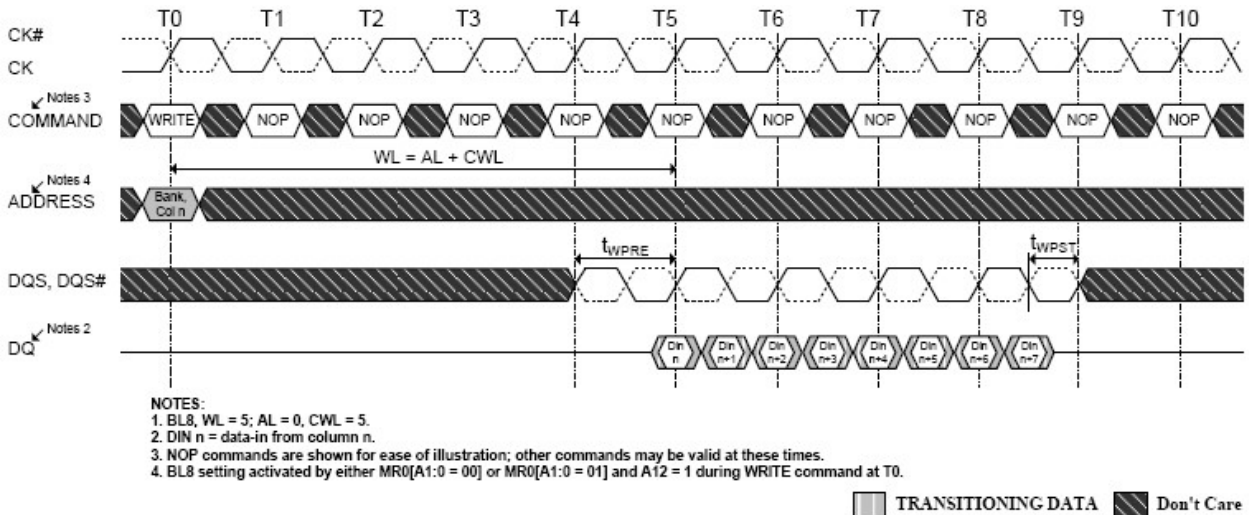 T0 T1 T2 T3 T4 T5 T6 T7 T8 T9 T10
CK#
CK
Notes 3
COMMAND WRITE NOP NOP NOP NOP NOP NOP NOP NOP NOP NOP
WL = AL + CWL
Notes 4
ADDRESS Bank,
Col n
tWPRE tWPST
DQS, DQS#
Notes 2
DQ Din n Din n+1 Din n+2 Din n+3 Din n+4 Din n+5 Din n+6 Din n+7
NOTES:
1. BL8, WL = 5; AL = 0, CWL = 5.
2. DIN n = data-in from column n.
3. NOP commands are shown for ease of illustration; other commands may be valid at these times.
4. BL8 setting activated by either MR0[A1:0 = 00] or MR0[A1:0 = 01] and A12 = 1 during WRITE command at T0.
TRANSITIONING DATA Don't Care